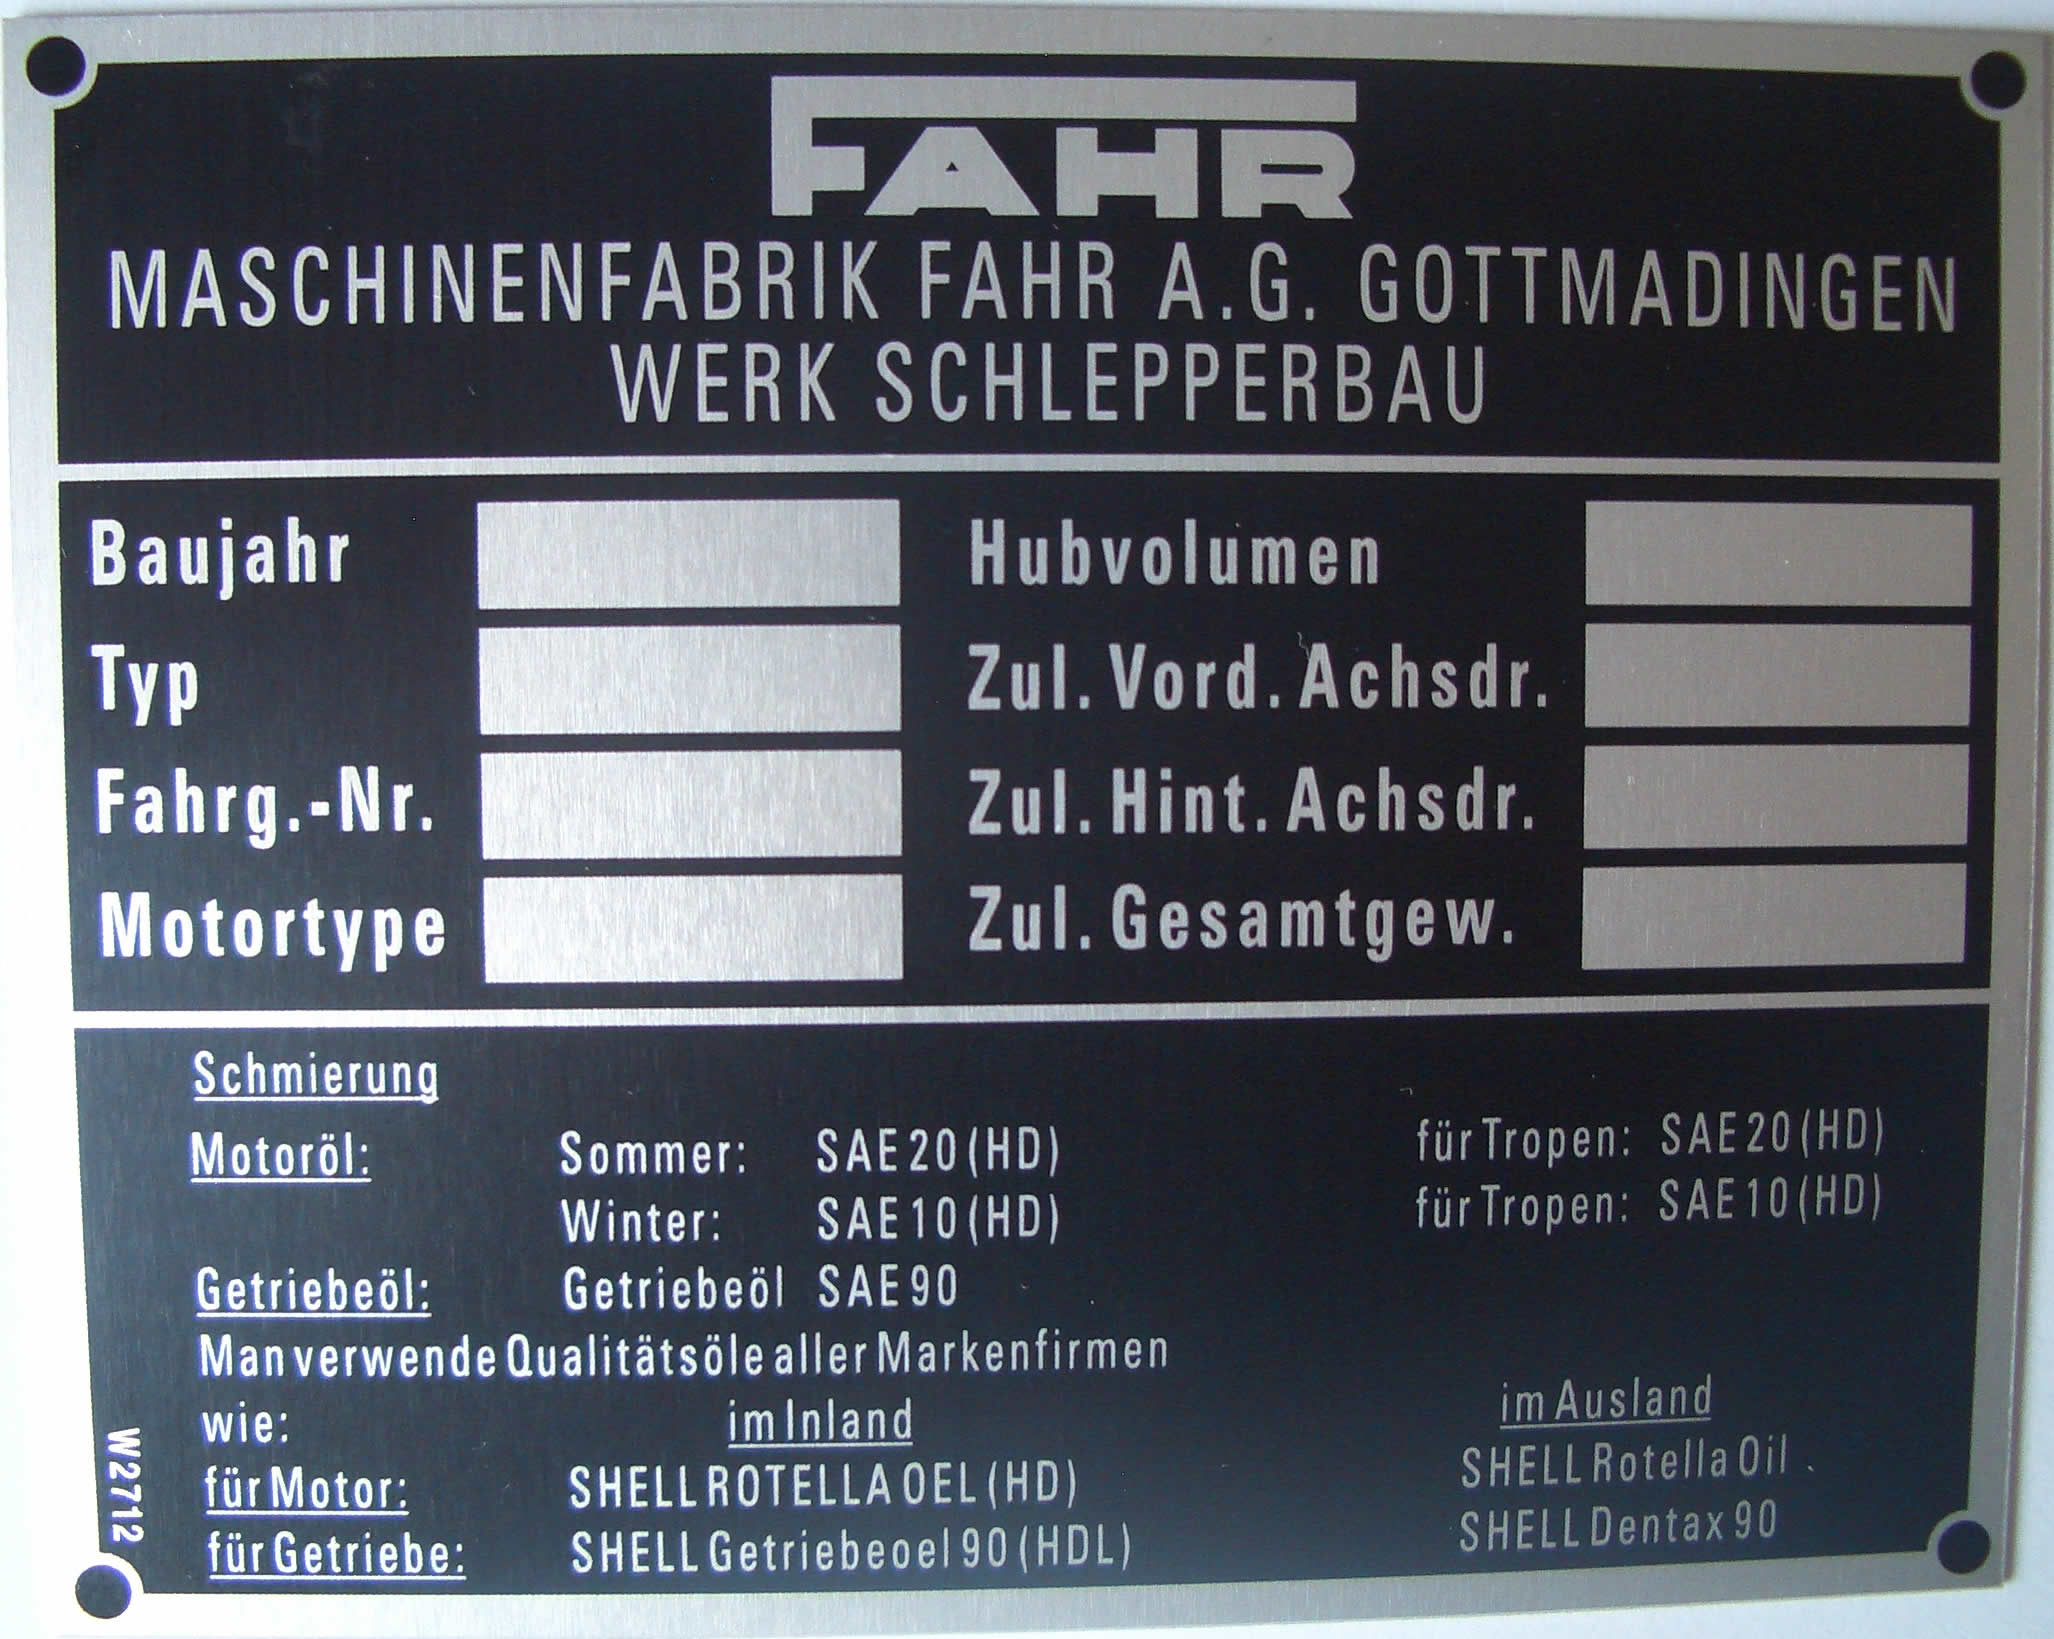 FAHR
MASCHINENFABRIK FAHR A.G. GOTTMADINGEN
WERK SCHLEPPERBAU
Baujahr Hubvolumen
Typ Zul. Vord. Achsdr.
Fahrg.-Nr. Zul. Hint. Achsdr.
Motortype Zul. Gesamtgew.
Schmierung
Motoröl: Sommer: SAE 20 (HD) für Tropen: SAE 20 (HD)
Winter: SAE 10 (HD) für Tropen: SAE 10 (HD)
Getriebeöl: Getriebeöl SAE 90
Man verwende Qualitätsöle aller Markenfirmen
wie: im Inland im Ausland
für Motor: SHELL ROTELLA OEL (HD) SHELL Rotella Oil
für Getriebe: SHELL Getriebeoel 90 (HDL) SHELL Dentax 90
W2712